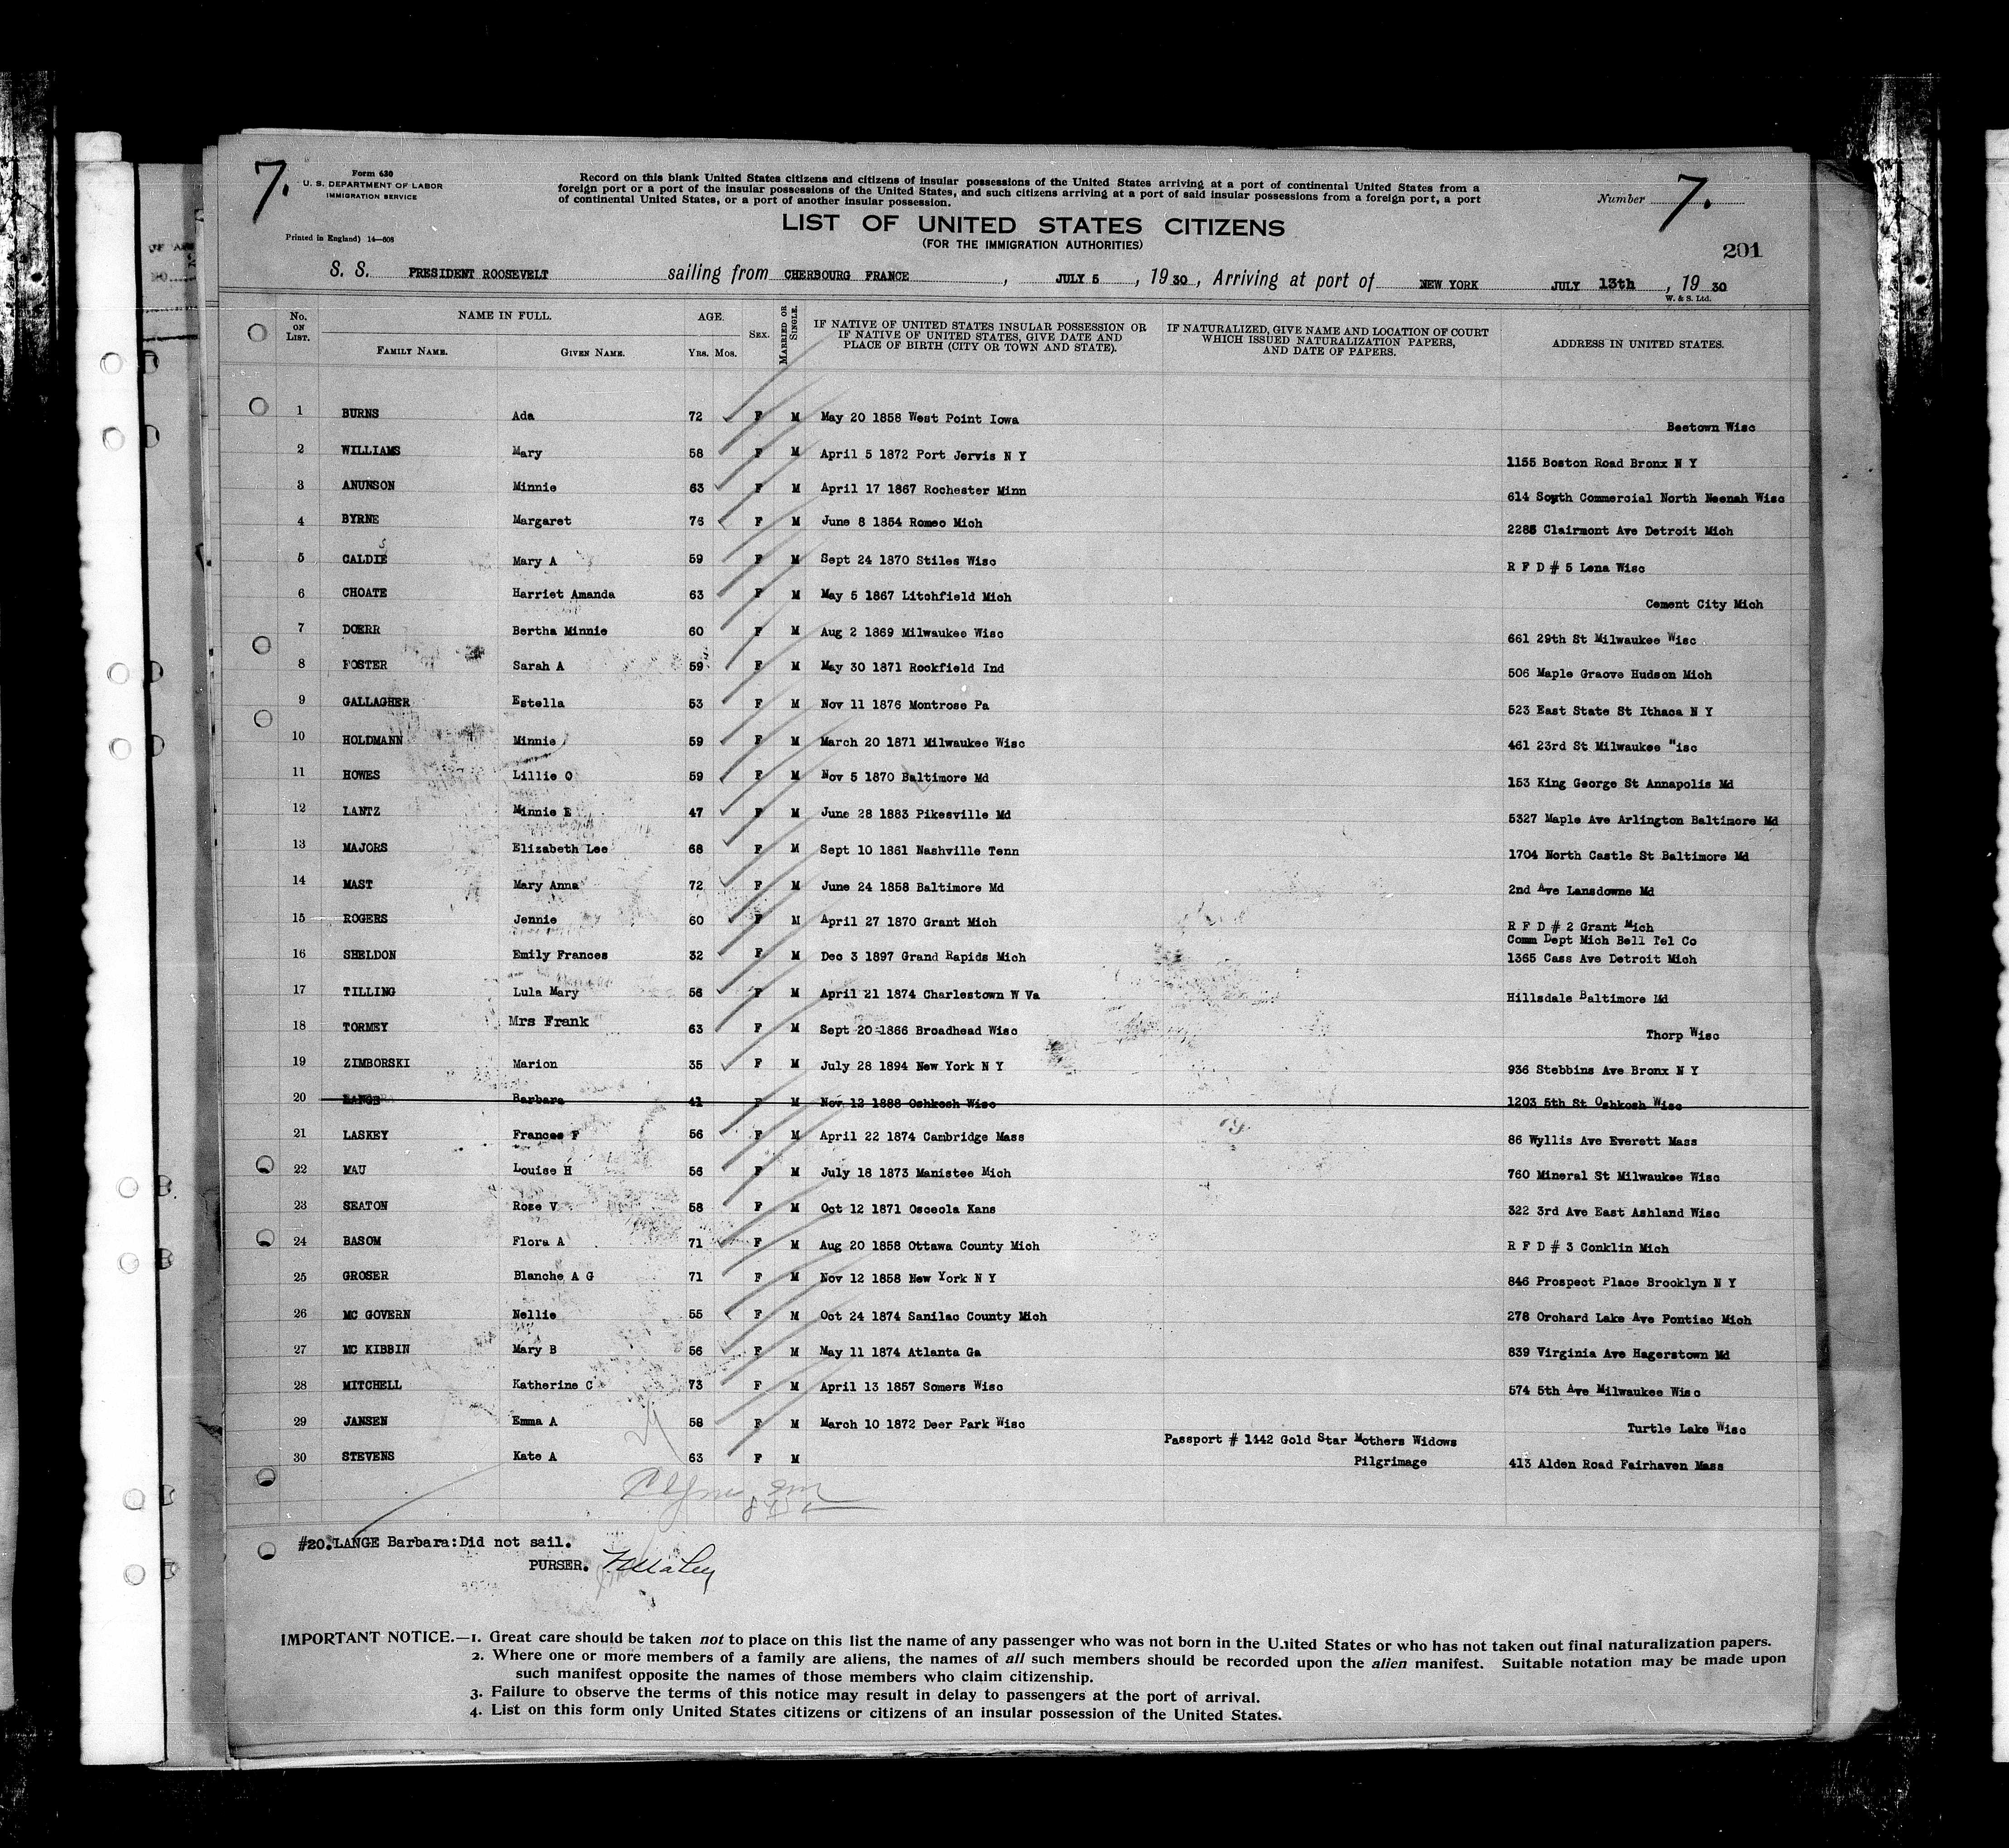 7.
Form 630
U. S. DEPARTMENT OF LABOR
IMMIGRATION SERVICE
Printed in England) 14—608
Record on this blank United States citizens and citizens of insular possessions of the United States arriving at a port of continental United States from a
foreign port or a port of the insular possessions of the United States, and such citizens arriving at a port of said insular possessions from a foreign port, a port
of continental United States, or a port of another insular possession.
Number 7.
LIST OF UNITED STATES CITIZENS
(FOR THE IMMIGRATION AUTHORITIES)
201
S. S. PRESIDENT ROOSEVELT sailing from CHERBOURG FRANCE, JULY 5, 1930, Arriving at port of NEW YORK JULY 13th, 1930
W. & S. Ltd.
No. ON LIST. NAME IN FULL. FAMILY NAME. GIVEN NAME. AGE. Yrs. Mos. SEX. MARRIED OR SINGLE. IF NATIVE OF UNITED STATES INSULAR POSSESSION OR IF NATIVE OF UNITED STATES, GIVE DATE AND PLACE OF BIRTH (CITY OR TOWN AND STATE). IF NATURALIZED, GIVE NAME AND LOCATION OF COURT WHICH ISSUED NATURALIZATION PAPERS, AND DATE OF PAPERS. ADDRESS IN UNITED STATES.
1 BURNS Ada 72 F M May 20 1858 West Point Iowa Beetown Wisc
2 WILLIAMS Mary 58 F M April 5 1872 Port Jervis N Y 1155 Boston Road Bronx N Y
3 ANUNSON Minnie 63 F M April 17 1867 Rochester Minn 614 South Commercial North Neenah Wisc
4 BYRNE Margaret 76 F M June 8 1854 Romeo Mich 2285 Clairmont Ave Detroit Mich
5 CALDIE Mary A 59 F M Sept 24 1870 Stiles Wisc R F D # 5 Lena Wisc
6 CHOATE Harriet Amanda 63 F M May 5 1867 Litchfield Mich Cement City Mich
7 DOERR Bertha Minnie 60 F M Aug 2 1869 Milwaukee Wisc 661 29th St Milwaukee Wisc
8 FOSTER Sarah A 59 F M May 30 1871 Rockfield Ind 506 Maple Graove Hudson Mich
9 GALLAGHER Estella 53 F M Nov 11 1876 Montrose Pa 523 East State St Ithaca N Y
10 HOLDMANN Minnie 59 F M March 20 1871 Milwaukee Wisc 461 23rd St Milwaukee "isc
11 HOWES Lillie O 59 F M Nov 5 1870 Baltimore Md 153 King George St Annapolis Md
12 LANTZ Minnie E 47 F M June 28 1883 Pikesville Md 5327 Maple Ave Arlington Baltimore Md
13 MAJORS Elizabeth Lee 68 F M Sept 10 1861 Nashville Tenn 1704 North Castle St Baltimore Md
14 MAST Mary Anna 72 F M June 24 1858 Baltimore Md 2nd Ave Lansdowne Md
15 ROGERS Jennie 60 F M April 27 1870 Grant Mich R F D # 2 Grant Mich
Comm Dept Mich Bell Tel Co
16 SHELDON Emily Frances 32 F M Dec 3 1897 Grand Rapids Mich 1365 Cass Ave Detroit Mich
17 TILLING Lula Mary 56 F M April 21 1874 Charlestown W Va Hillsdale Baltimore Md
18 TORMEY Mrs Frank 63 F M Sept 20 1866 Broadhead Wisc Thorp Wisc
19 ZIMBORSKI Marion 35 F M July 28 1894 New York N Y 936 Stebbins Ave Bronx N Y
20 LANGE Barbara 41 F M Nov 12 1888 Oshkosh Wisc 1203 5th St Oshkosh Wisc
21 LASKEY Frances F 56 F M April 22 1874 Cambridge Mass 86 Wyllis Ave Everett Mass
22 MAU Louise H 56 F M July 18 1873 Manistee Mich 760 Mineral St Milwaukee Wisc
23 SEATON Rose V 58 F M Oct 12 1871 Osceola Kans 322 3rd Ave East Ashland Wisc
24 BASOM Flora A 71 F M Aug 20 1858 Ottawa County Mich R F D # 3 Conklin Mich
25 GROSER Blanche A G 71 F M Nov 12 1858 New York N Y 846 Prospect Place Brooklyn N Y
26 MC GOVERN Nellie 55 F M Oct 24 1874 Sanilac County Mich 278 Orchard Lake Ave Pontiac Mich
27 MC KIBBIN Mary B 56 F M May 11 1874 Atlanta Ga 839 Virginia Ave Hagerstown Md
28 MITCHELL Katherine C 73 F M April 13 1857 Somers Wisc 574 5th Ave Milwaukee Wisc
29 JANSEN Emma A 58 F M March 10 1872 Deer Park Wisc Turtle Lake Wisc
Passport # 1442 Gold Star Mothers Widows
30 STEVENS Kate A 63 F M Pilgrimage 413 Alden Road Fairhaven Mass
#20.LANGE Barbara:Did not sail.
PURSER.
IMPORTANT NOTICE.—1. Great care should be taken not to place on this list the name of any passenger who was not born in the United States or who has not taken out final naturalization papers.
2. Where one or more members of a family are aliens, the names of all such members should be recorded upon the alien manifest. Suitable notation may be made upon
such manifest opposite the names of those members who claim citizenship.
3. Failure to observe the terms of this notice may result in delay to passengers at the port of arrival.
4. List on this form only United States citizens or citizens of an insular possession of the United States.